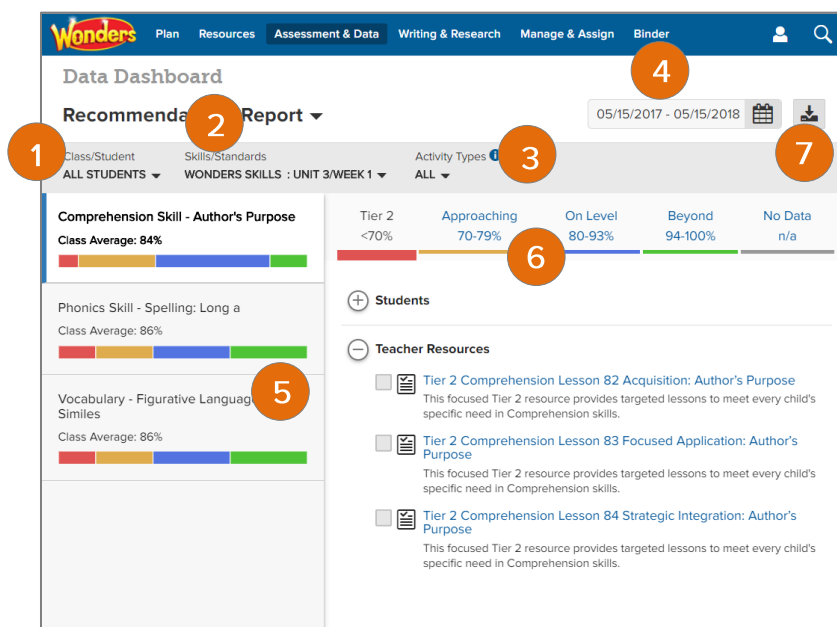 Wonders Plan Resources Assessment & Data Writing & Research Manage & Assign Binder
Data Dashboard
4
Recommenda Report
2
05/15/2017 - 05/15/2018
1
3
7
Class/Student Skills/Standards Activity Types
ALL STUDENTS WONDERS SKILLS : UNIT 3/WEEK 1 ALL
Comprehension Skill - Author's Purpose
Class Average: 84%
Tier 2 Approaching On Level Beyond No Data
<70% 70-79% 80-93% 94-100% n/a
6
Phonics Skill - Spelling: Long a
Class Average: 86%
Students
Teacher Resources
Vocabulary - Figurative Languag
Similes
5
Class Average: 86%
Tier 2 Comprehension Lesson 82 Acquisition: Author's Purpose
This focused Tier 2 resource provides targeted lessons to meet every child's
specific need in Comprehension skills.
Tier 2 Comprehension Lesson 83 Focused Application: Author's
Purpose
This focused Tier 2 resource provides targeted lessons to meet every child's
specific need in Comprehension skills.
Tier 2 Comprehension Lesson 84 Strategic Integration: Author's
Purpose
This focused Tier 2 resource provides targeted lessons to meet every child's
specific need in Comprehension skills.